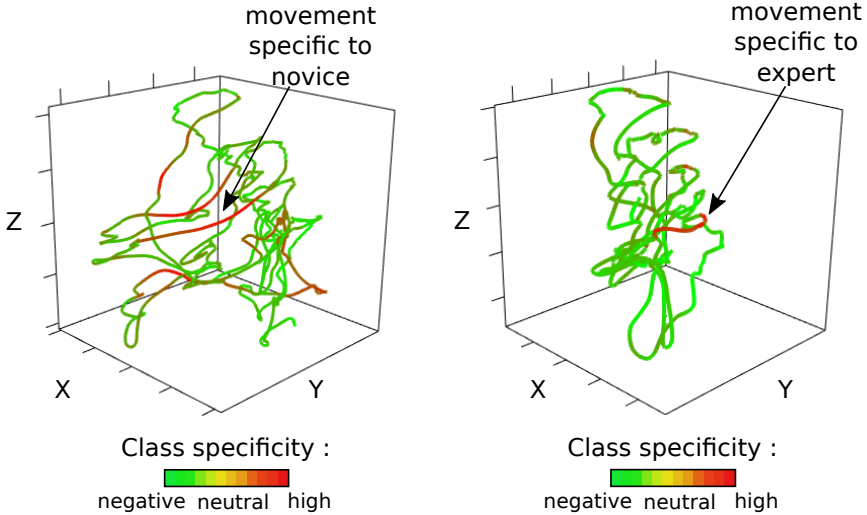 movement
specific to
novice
Z
X
Y
Class specificity :
negative neutral high
movement
specific to
expert
Z
X
Y
Class specificity :
negative neutral high